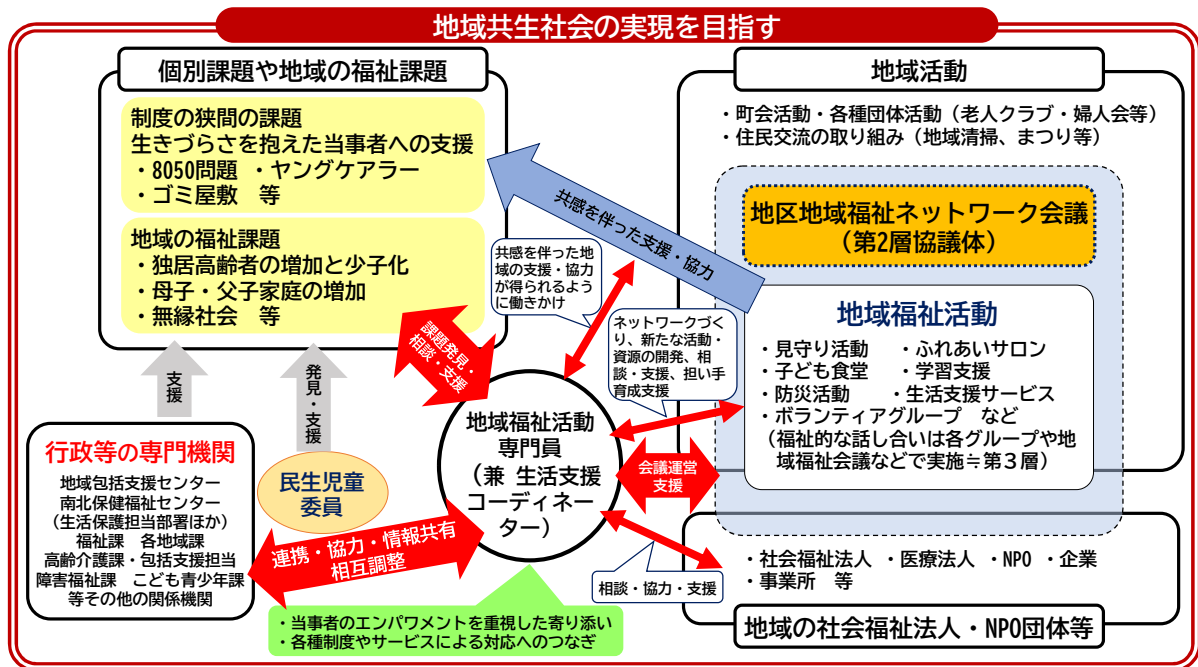 地域共生社会の実現を目指す
個別課題や地域の福祉課題
制度の狭間の課題
生きづらさを抱えた当事者への支援
・8050問題 ・ヤングケアラー
・ゴミ屋敷 等
地域の福祉課題
・独居高齢者の増加と少子化
・母子・父子家庭の増加
・無縁社会 等
地域活動
・町会活動・各種団体活動（老人クラブ・婦人会等）
・住民交流の取り組み（地域清掃、まつり等）
地区地域福祉ネットワーク会議
（第2層協議体）
地域福祉活動
・見守り活動 ・ふれあいサロン
・子ども食堂 ・学習支援
・防災活動 ・生活支援サービス
・ボランティアグループ など
（福祉的な話し合いは各グループや地
域福祉会議などで実施≒第３層）
共感を伴った支援・協力
共感を伴った地
域の支援・協力
が得られるよう
に働きかけ
ネットワークづく
り、新たな活動・
資源の開発、相
談・支援、担い手
育成支援
課題発見・
相談・支援
支援
発見・支援
行政等の専門機関
地域包括支援センター
南北保健福祉センター
（生活保護担当部署ほか）
福祉課 各地域課
高齢介護課・包括支援担当
障害福祉課 こども青少年課
等その他の関係機関
民生児童
委員
地域福祉活動
専門員
（兼 生活支援
コーディネー
ター）
会議運営
支援
連携・協力・情報共有
相互調整
相談・協力・支援
・当事者のエンパワメントを重視した寄り添い
・各種制度やサービスによる対応へのつなぎ
・社会福祉法人 ・医療法人 ・NPO ・企業
・事業所 等
地域の社会福祉法人・NPO団体等